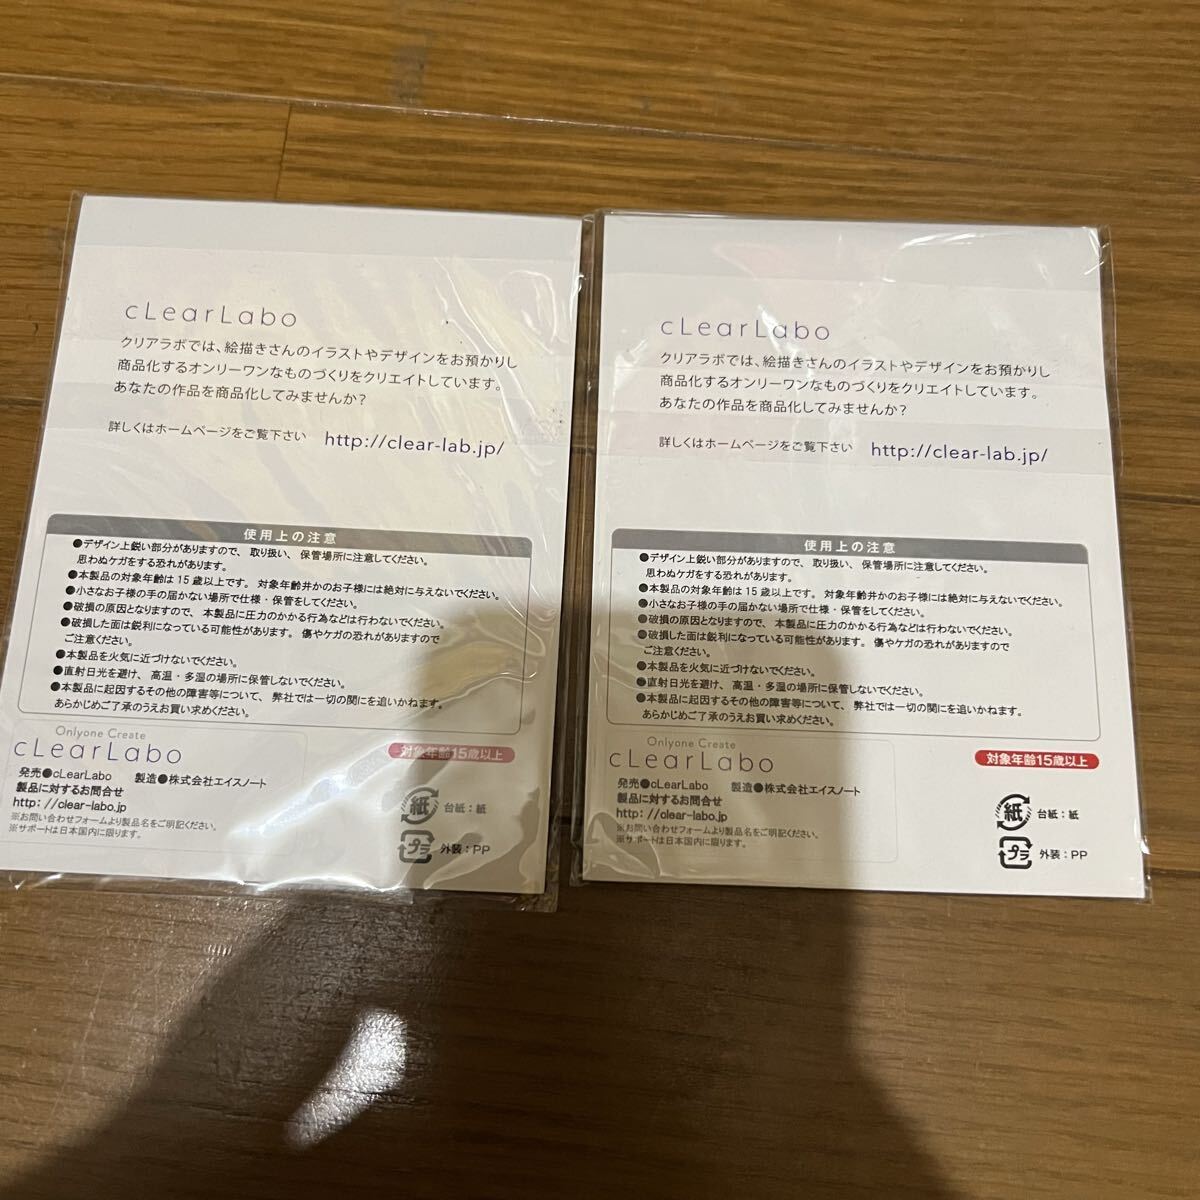 cLearLabo
クリアラボでは、絵描きさんのイラストやデザインをお預かりし
商品化するオンリーワンなものづくりをクリエイトしています。
あなたの作品を商品化してみませんか？
詳しくはホームページをご覧下さい http://clear-lab.jp/
使用上の注意
●デザイン上鋭い部分がありますので、取り扱い、保管場所に注意してください。
思わぬケガをする恐れがあります。
●本製品の対象年齢は15歳以上です。対象年齢井かのお子様には絶対に与えないでください。
●小さなお子様の手の届かない場所で仕様・保管をしてください。
●破損の原因となりますので、本製品に圧力のかかる行為などは行わないでください。
●破損した面は鋭利になっている可能性があります。傷やケガの恐れがありますので
ご注意ください。
●本製品を火気に近づけないでください。
●直射日光を避け、高温・多湿の場所に保管しないでください。
●本製品に起因するその他の障害等について、弊社では一切の関にを追いかねます。
あらかじめご了承のうえお買い求めください。
Onlyone Create
cLearLabo
発売●cLearLabo 製造●株式会社エイスノート
製品に対するお問合せ
http: //clear-labo.jp
※お問い合わせフォームより製品名をご明記ください。
※サポートは日本国内に限ります。
対象年齢15歳以上
紙 台紙：紙
プラ 外装：PP
cLearLabo
クリアラボでは、絵描きさんのイラストやデザインをお預かりし
商品化するオンリーワンなものづくりをクリエイトしています。
あなたの作品を商品化してみませんか？
詳しくはホームページをご覧下さい http://clear-lab.jp/
使用上の注意
●デザイン上鋭い部分がありますので、取り扱い、保管場所に注意してください。
思わぬケガをする恐れがあります。
●本製品の対象年齢は15歳以上です。対象年齢井かのお子様には絶対に与えないでください。
●小さなお子様の手の届かない場所で仕様・保管をしてください。
●破損の原因となりますので、本製品に圧力のかかる行為などは行わないでください。
●破損した面は鋭利になっている可能性があります。傷やケガの恐れがありますので
ご注意ください。
●本製品を火気に近づけないでください。
●直射日光を避け、高温・多湿の場所に保管しないでください。
●本製品に起因するその他の障害等について、弊社では一切の関にを追いかねます。
あらかじめご了承のうえお買い求めください。
Onlyone Create
cLearLabo
発売●cLearLabo 製造●株式会社エイスノート
製品に対するお問合せ
http: //clear-labo.jp
※お問い合わせフォームより製品名をご明記ください。
※サポートは日本国内に限ります。
対象年齢15歳以上
紙 台紙：紙
プラ 外装：PP